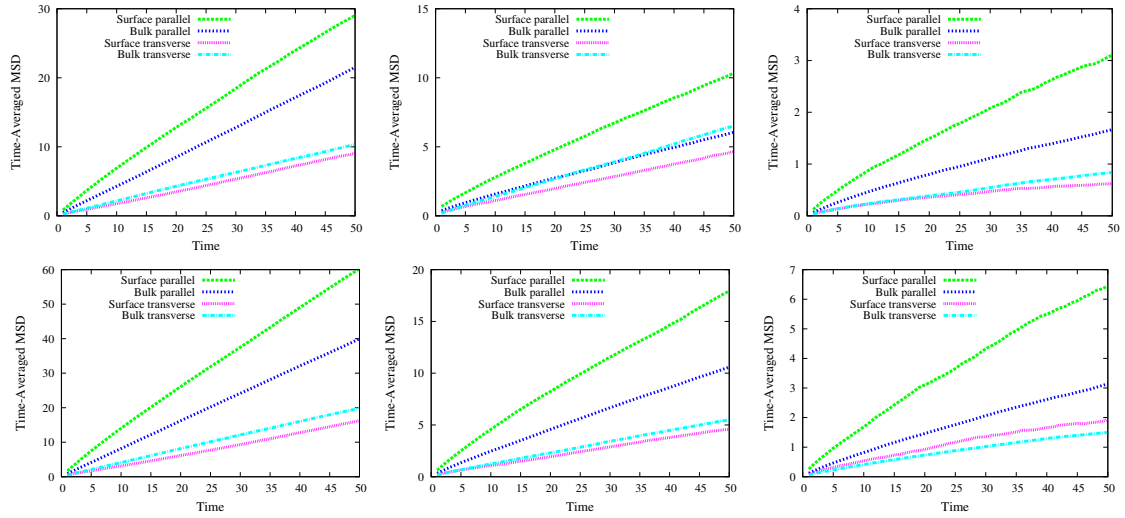 Time-Averaged MSD
30
20
10
0
Surface parallel
Bulk parallel
Surface transverse
Bulk transverse
0 5 10 15 20 25 30 35 40 45 50
Time
Time-Averaged MSD
15
10
5
0
Surface parallel
Bulk parallel
Surface transverse
Bulk transverse
0 5 10 15 20 25 30 35 40 45 50
Time
Time-Averaged MSD
4
3
2
1
0
Surface parallel
Bulk parallel
Surface transverse
Bulk transverse
0 5 10 15 20 25 30 35 40 45 50
Time
Time-Averaged MSD
60
50
40
30
20
10
0
Surface parallel
Bulk parallel
Surface transverse
Bulk transverse
0 5 10 15 20 25 30 35 40 45 50
Time
Time-Averaged MSD
20
15
10
5
0
Surface parallel
Bulk parallel
Surface transverse
Bulk transverse
0 5 10 15 20 25 30 35 40 45 50
Time
Time-Averaged MSD
7
6
5
4
3
2
1
0
Surface parallel
Bulk parallel
Surface transverse
Bulk transverse
0 5 10 15 20 25 30 35 40 45 50
Time